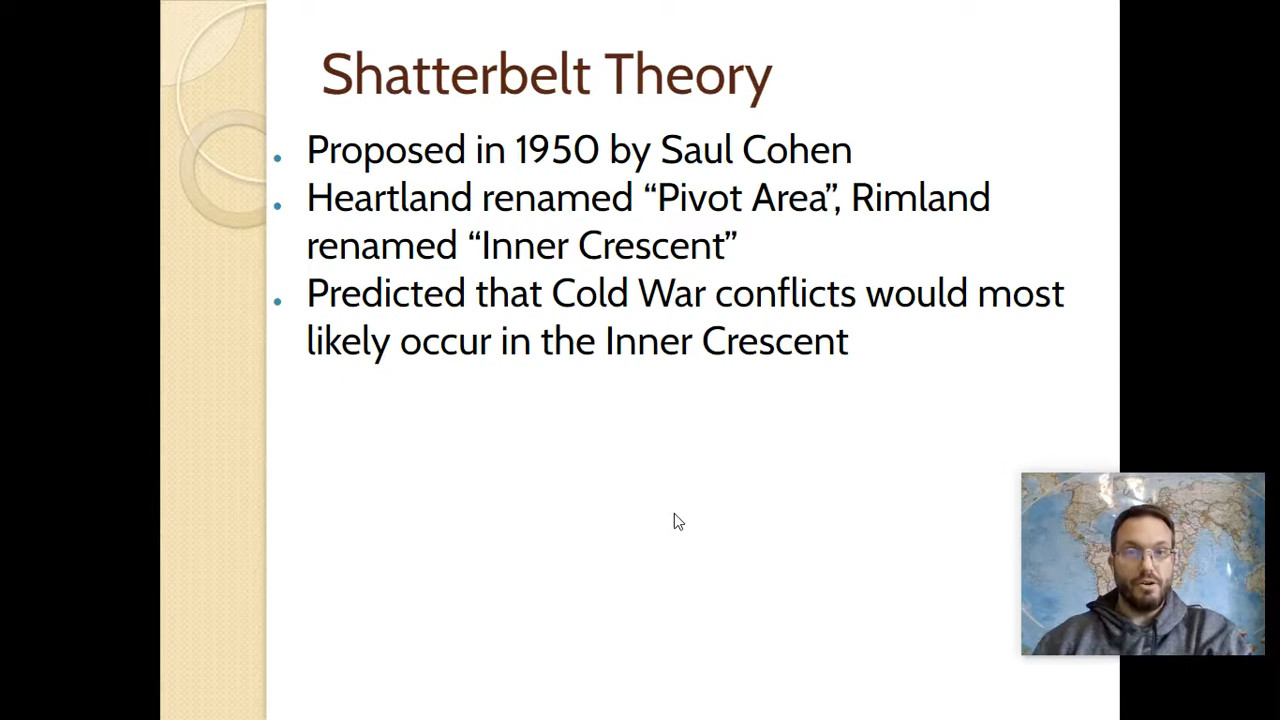 Shatterbelt Theory
• Proposed in 1950 by Saul Cohen
• Heartland renamed “Pivot Area”, Rimland
renamed “Inner Crescent”
• Predicted that Cold War conflicts would most
likely occur in the Inner Crescent